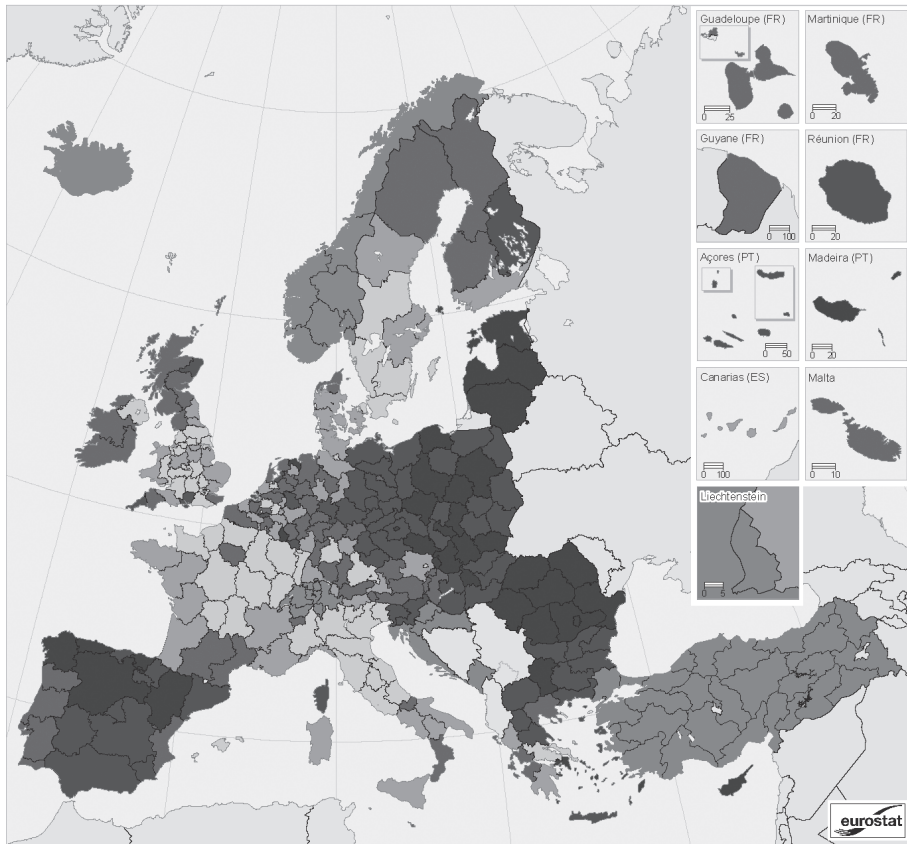 Guadeloupe (FR)
0 25
Martinique (FR)
0 20
Guyane (FR)
0 100
Réunion (FR)
0 20
Açores (PT)
0 50
Madeira (PT)
0 20
Canarias (ES)
0 100
Malta
0 10
Liechtenstein
0 5
eurostat